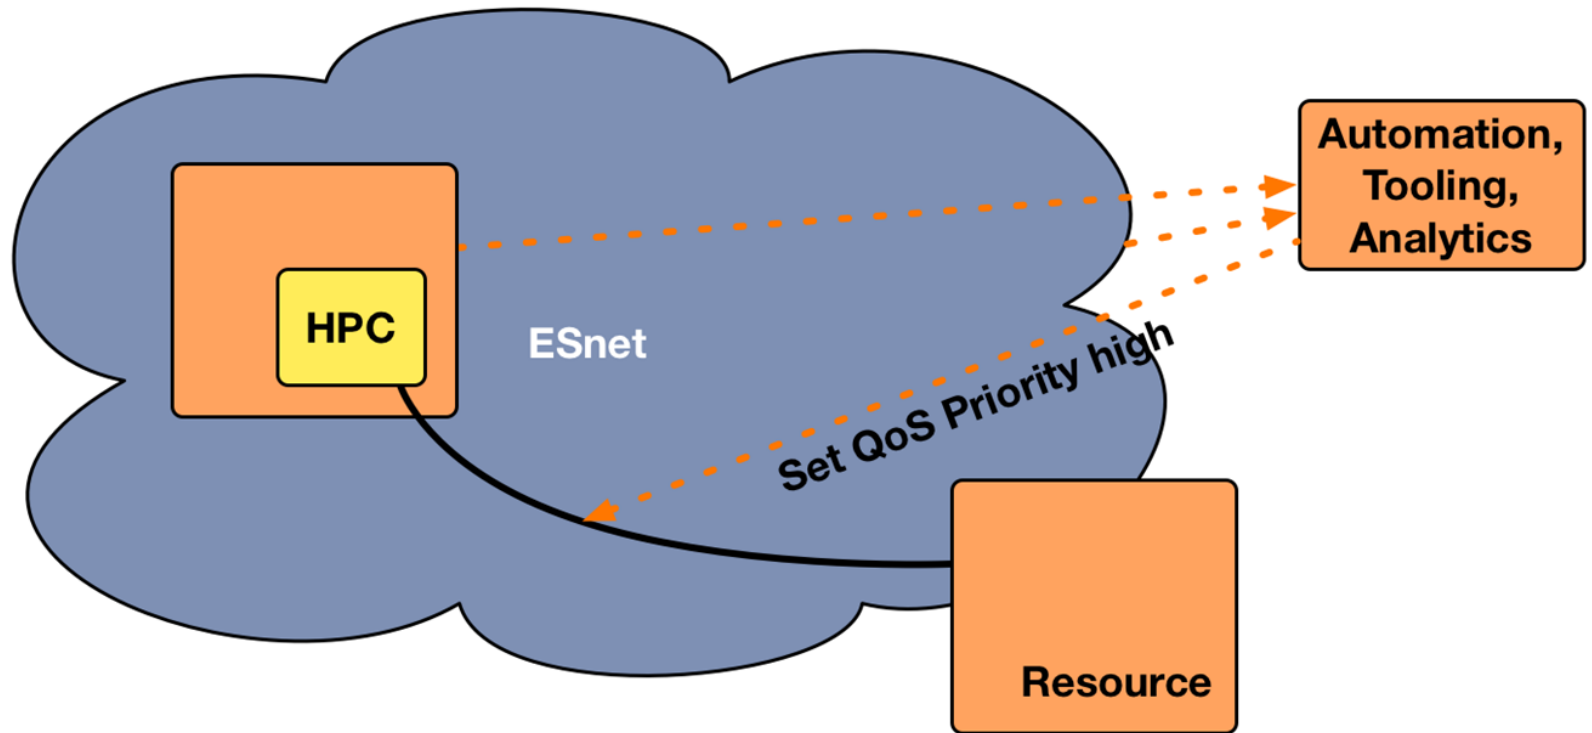 Automation,
Tooling,
Analytics
HPC
ESnet
Set QoS Priority high
Resource